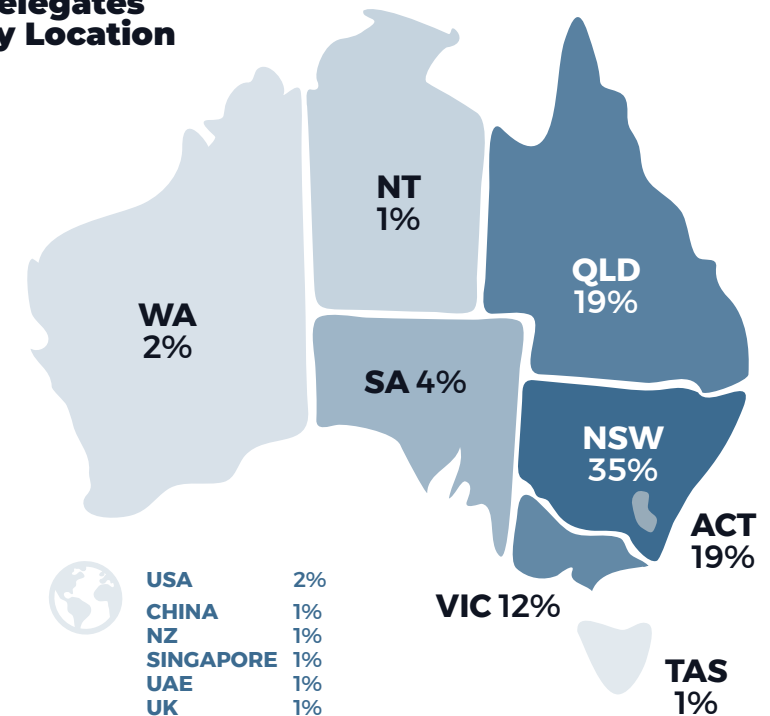 elegates
y Location
NT
1%
QLD
19%
WA
2%
SA 4%
NSW
35%
ACT
19%
VIC 12%
TAS
1%
USA 2%
CHINA 1%
NZ 1%
SINGAPORE 1%
UAE 1%
UK 1%